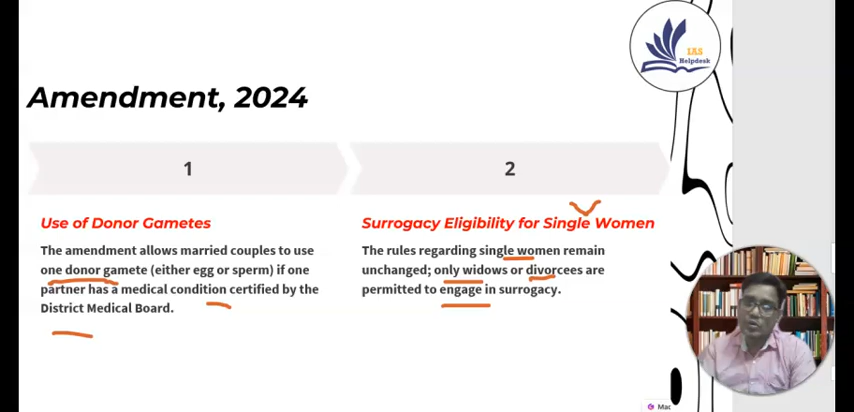 IAS
Helpdesk
Amendment, 2024
1
2
Use of Donor Gametes
The amendment allows married couples to use
one donor gamete (either egg or sperm) if one
partner has a medical condition certified by the
District Medical Board.
Surrogacy Eligibility for Single Women
The rules regarding single women remain
unchanged; only widows or divorcees are
permitted to engage in surrogacy.
Mac